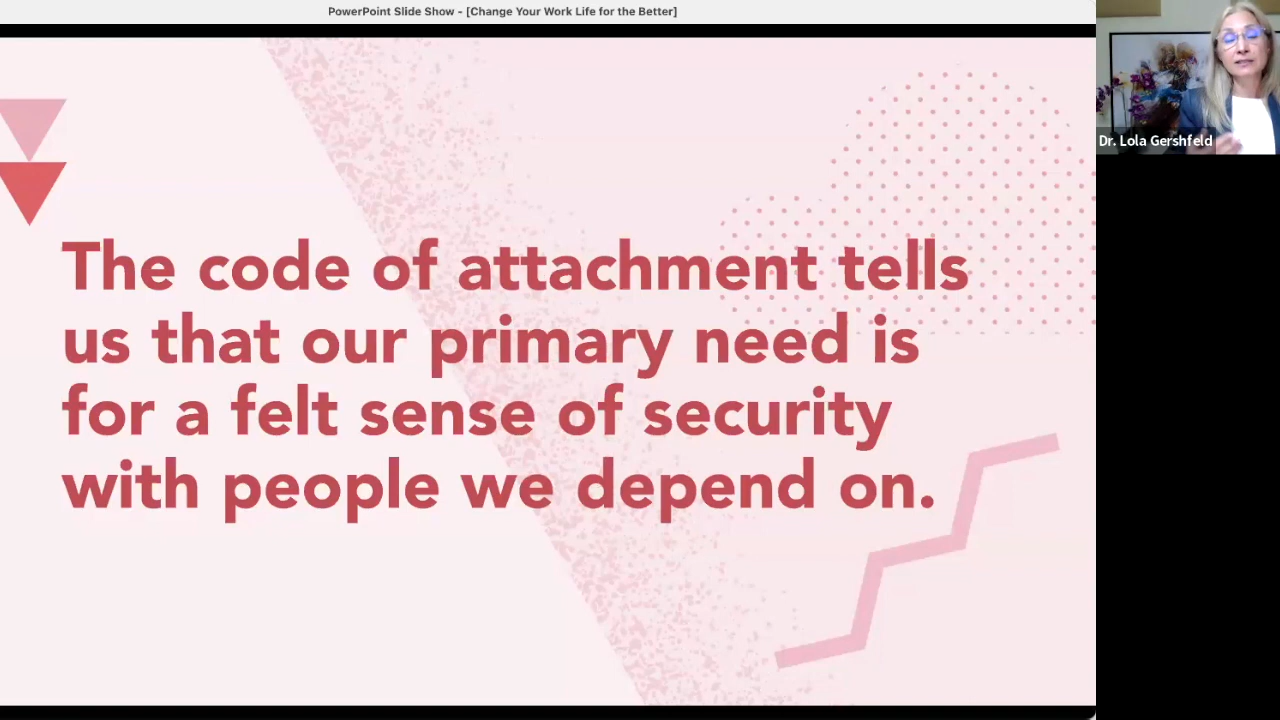 PowerPoint Slide Show - [Change Your Work Life for the Better]
The code of attachment tells
us that our primary need is
for a felt sense of security
with people we depend on.
Dr. Lola Gershfeld